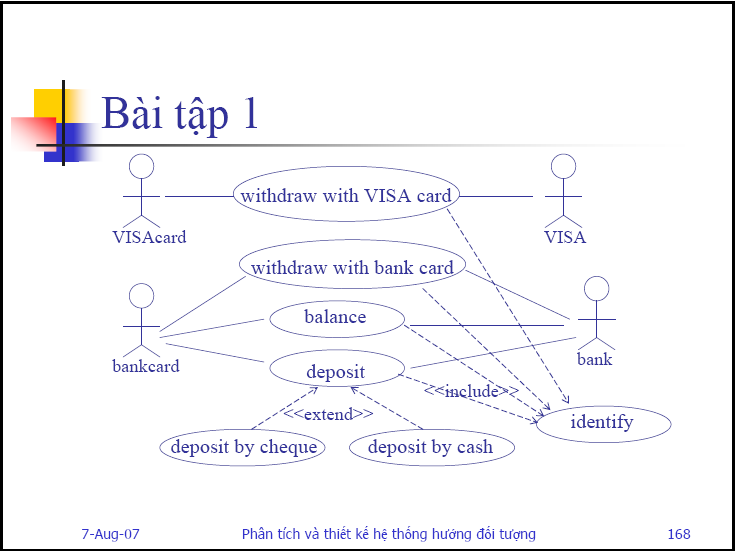 Bài tập 1
withdraw with VISA card
VISAcard
VISA
withdraw with bank card
balance
bankcard
bank
deposit
<<include>>
<<extend>>
identify
deposit by cheque
deposit by cash
7-Aug-07
Phân tích và thiết kế hệ thống hướng đối tượng
168